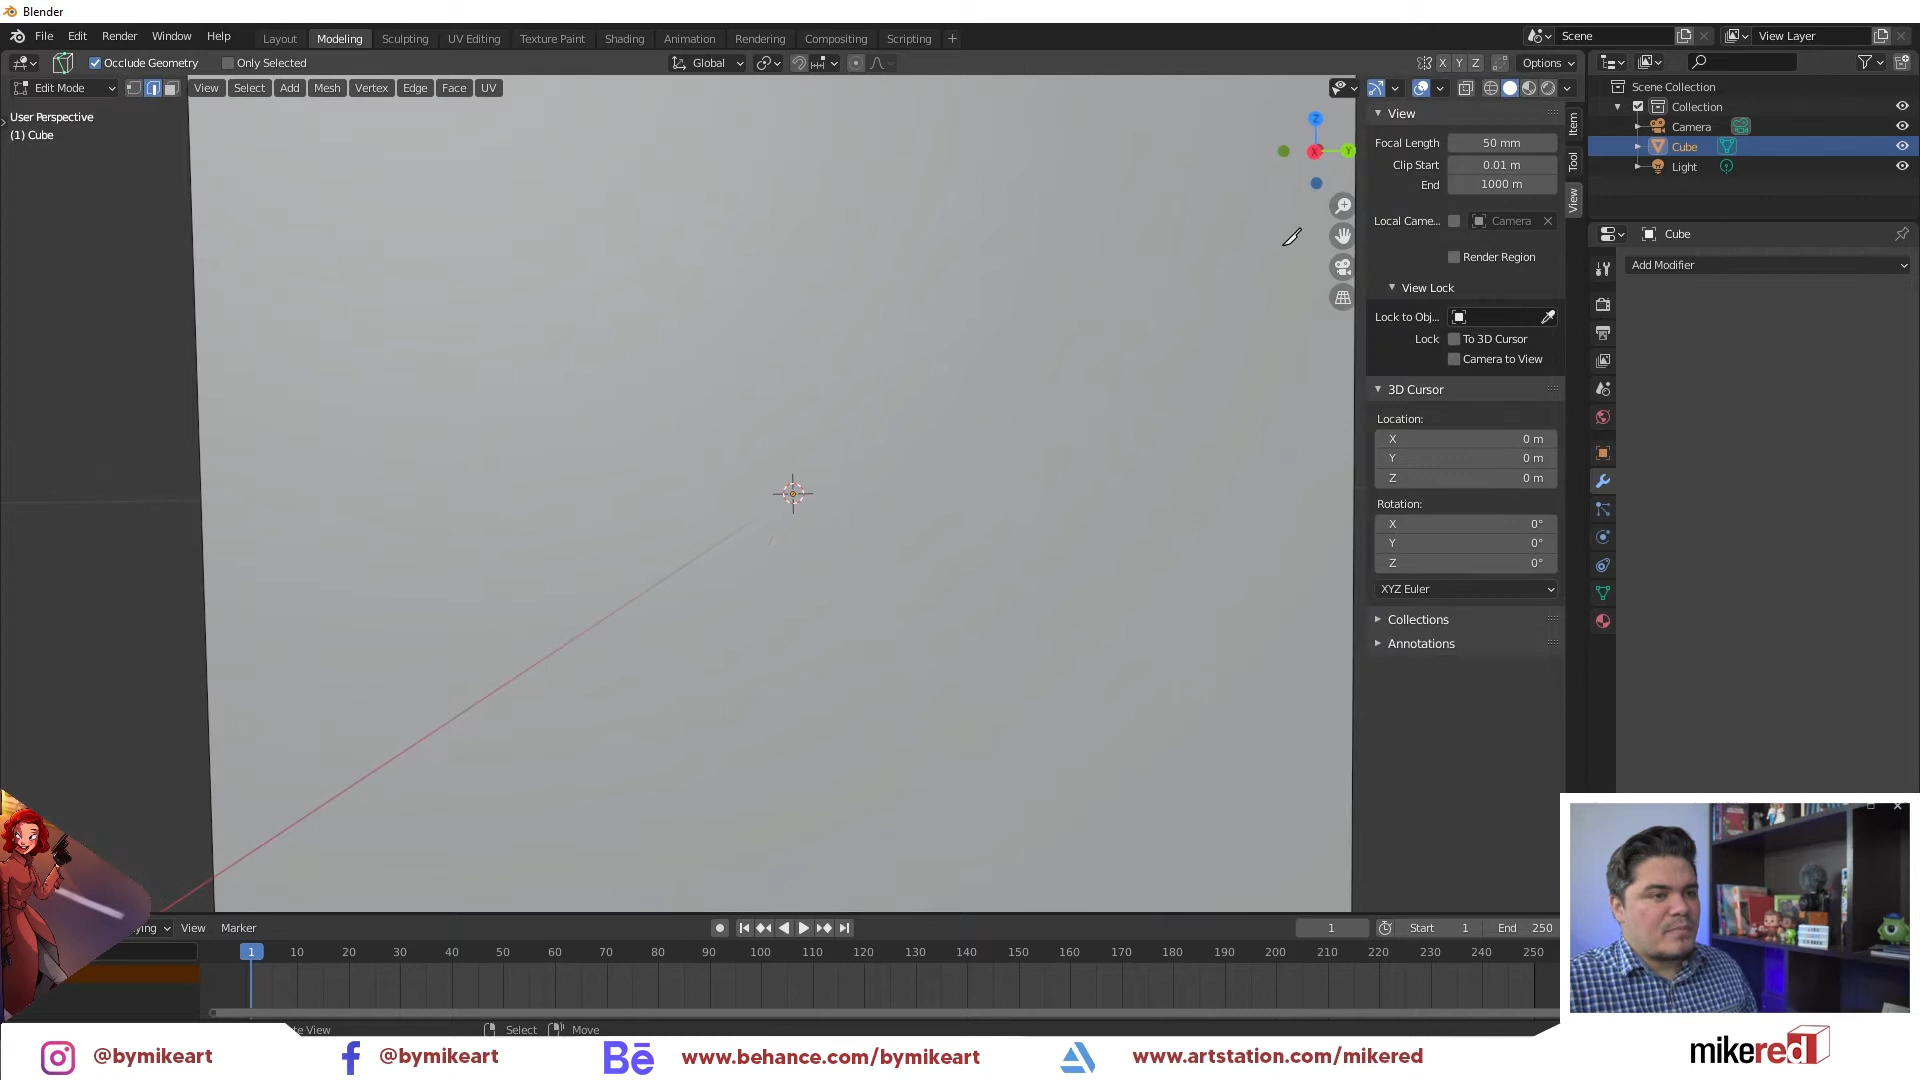 Blender
File Edit Render Window Help Layout Modeling Sculpting UV Editing Texture Paint Shading Animation Rendering Compositing Scripting + Scene View Layer
Occlude Geometry Only Selected Global X Y Z Options
Edit Mode View Select Add Mesh Vertex Edge Face UV
User Perspective
(1) Cube
Z
X
Y
View
Focal Length 50 mm
Clip Start 0.01 m
End 1000 m
Local Came... Camera
Render Region
View Lock
Lock to Obj...
Lock To 3D Cursor
Camera to View
3D Cursor
Location:
X 0 m
Y 0 m
Z 0 m
Rotation:
X 0°
Y 0°
Z 0°
XYZ Euler
Collections
Annotations
Item
Tool
View
Scene Collection
Collection
Camera
Cube
Light
Cube
Add Modifier
ying View Marker 1 Start 1 End 250
1 10 20 30 40 50 60 70 80 90 100 110 120 130 140 150 160 170 180 190 200 210 220 230 240 250
te View Select Move
@bymikeart @bymikeart Bē www.behance.com/bymikeart www.artstation.com/mikered mikered